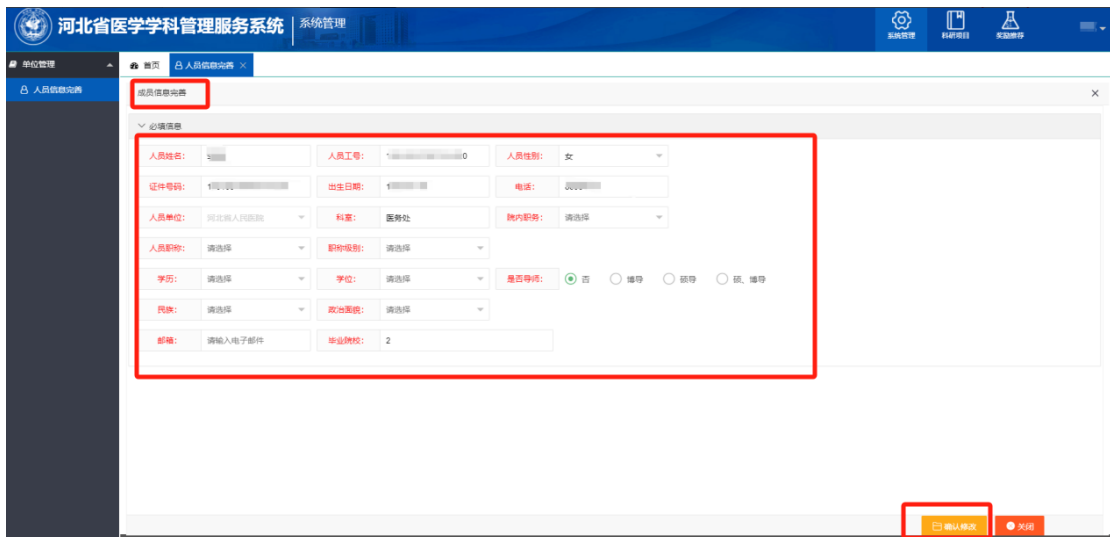 河北省医学学科管理服务系统 系统管理
系统管理 科研项目 奖励推荐
单位管理 首页 人员信息完善 ×
人员信息完善 成员信息完善 ×
必填信息
人员姓名: 人员工号: 0 人员性别: 女
证件号码: 1 出生日期: 1 电话:
人员单位: 河北省人民医院 科室: 医务处 院内职务: 请选择
人员职称: 请选择 职称级别: 请选择
学历: 请选择 学位: 请选择 是否导师: 否 博导 硕导 硕、博导
民族: 请选择 政治面貌: 请选择
邮箱: 请输入电子邮件 毕业院校: 2
确认修改 关闭